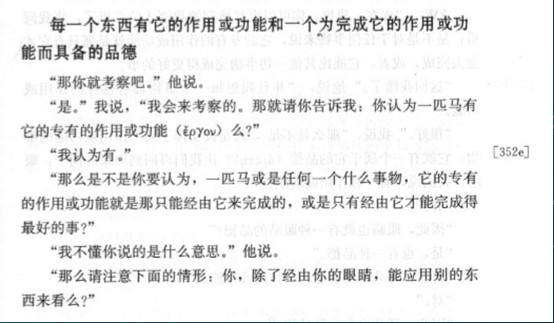 每一个东西有它的作用或功能和一个为完成它的作用或功
能而具备的品德
“那你就考察吧。”他说。
“是。”我说，“我会来考察的。那就请你告诉我：你认为一匹马有
它的专有的作用或功能（ἔργον）么？”
“我认为有。”
[352e]
“那么是不是你要认为，一匹马或是任何一个什么事物，它的专有
的作用或功能就是那只能经由它来完成的，或是只有经由它才能完成得
最好的事？”
“我不懂你说的是什么意思。”他说。
“那么请注意下面的情形：你，除了经由你的眼睛，能应用别的东
西来看么？”